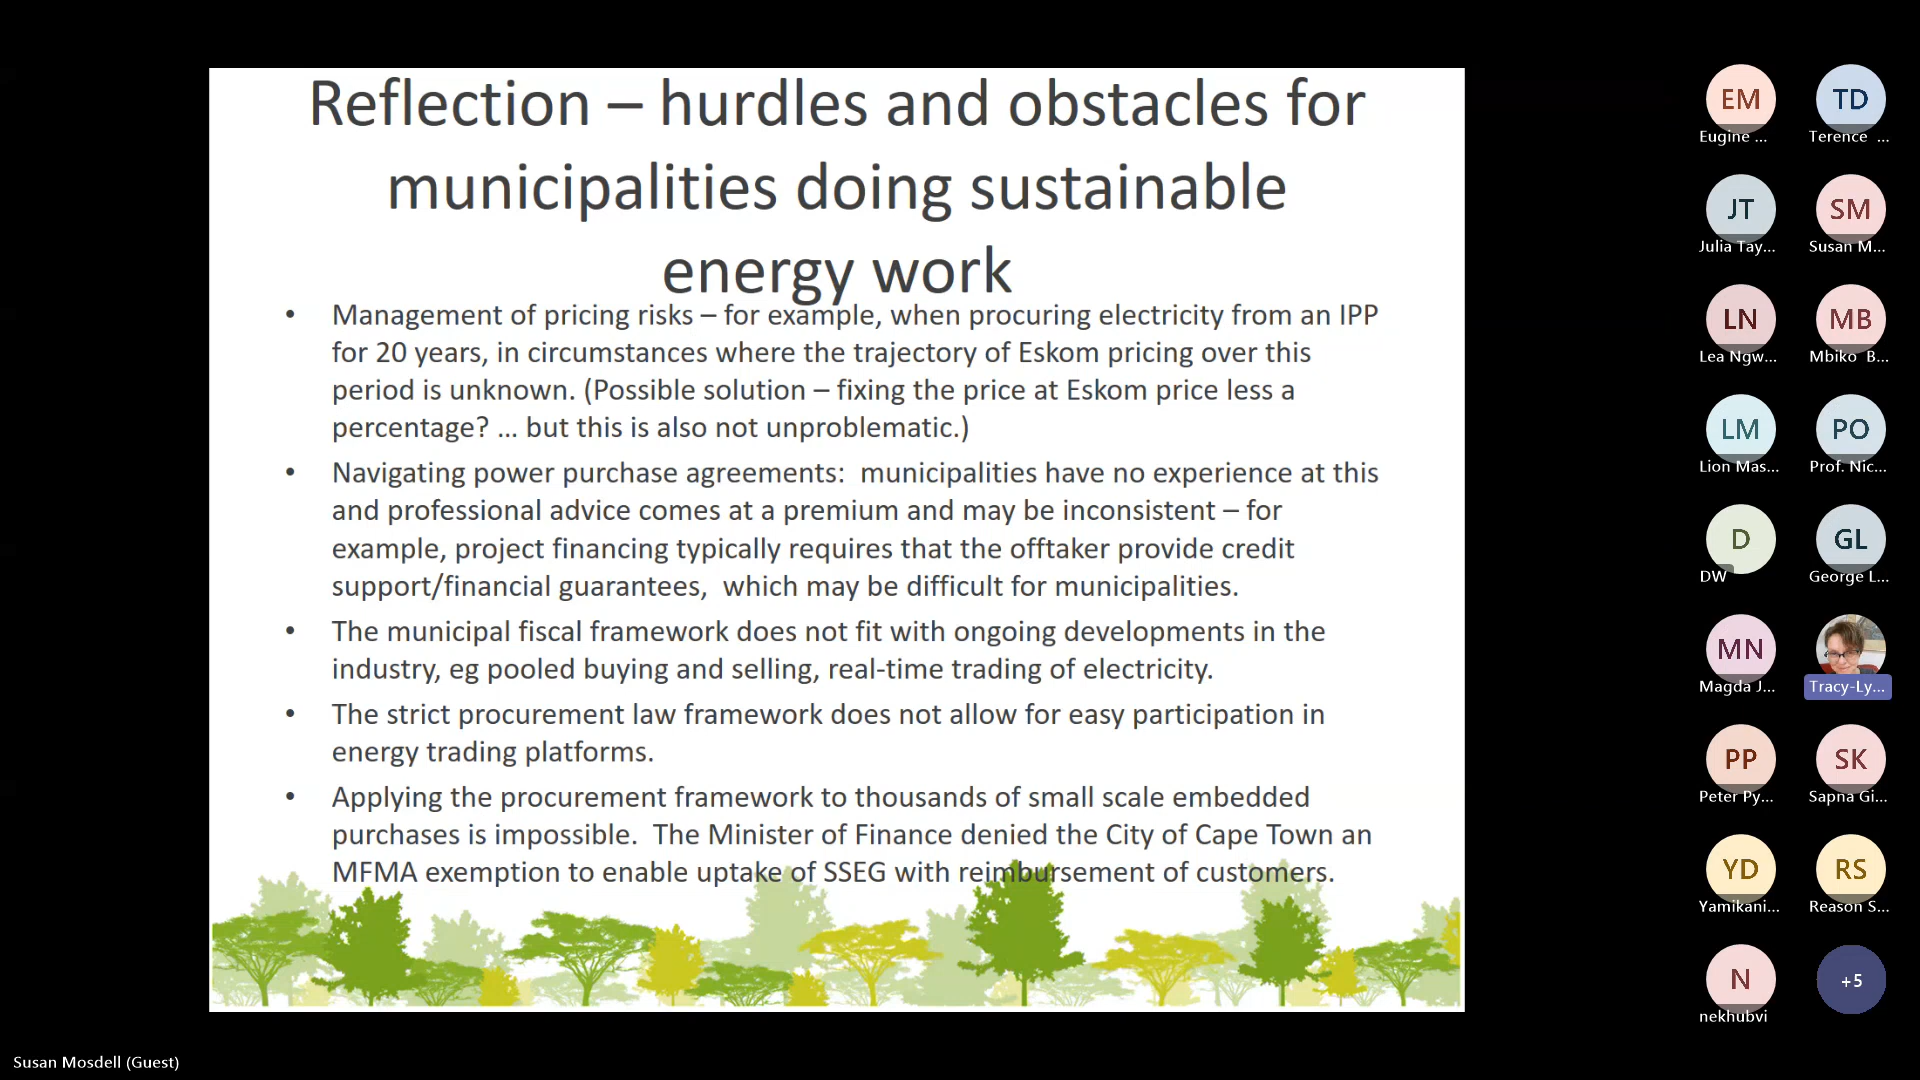 Reflection – hurdles and obstacles for
municipalities doing sustainable
energy work
• Management of pricing risks – for example, when procuring electricity from an IPP
for 20 years, in circumstances where the trajectory of Eskom pricing over this
period is unknown. (Possible solution – fixing the price at Eskom price less a
percentage? ... but this is also not unproblematic.)
• Navigating power purchase agreements:  municipalities have no experience at this
and professional advice comes at a premium and may be inconsistent – for
example, project financing typically requires that the offtaker provide credit
support/financial guarantees,  which may be difficult for municipalities.
• The municipal fiscal framework does not fit with ongoing developments in the
industry, eg pooled buying and selling, real-time trading of electricity.
• The strict procurement law framework does not allow for easy participation in
energy trading platforms.
• Applying the procurement framework to thousands of small scale embedded
purchases is impossible.  The Minister of Finance denied the City of Cape Town an
MFMA exemption to enable uptake of SSEG with reimbursement of customers.
EM TD
Eugine ... Terence ...
JT SM
Julia Tay... Susan M...
LN MB
Lea Ngw... Mbiko B...
LM PO
Lion Mas... Prof. Nic...
D GL
DW George L...
MN
Magda J... Tracy-Ly...
PP SK
Peter Py... Sapna Gi...
YD RS
Yamikani... Reason S...
N +5
nekhubvi
Susan Mosdell (Guest)